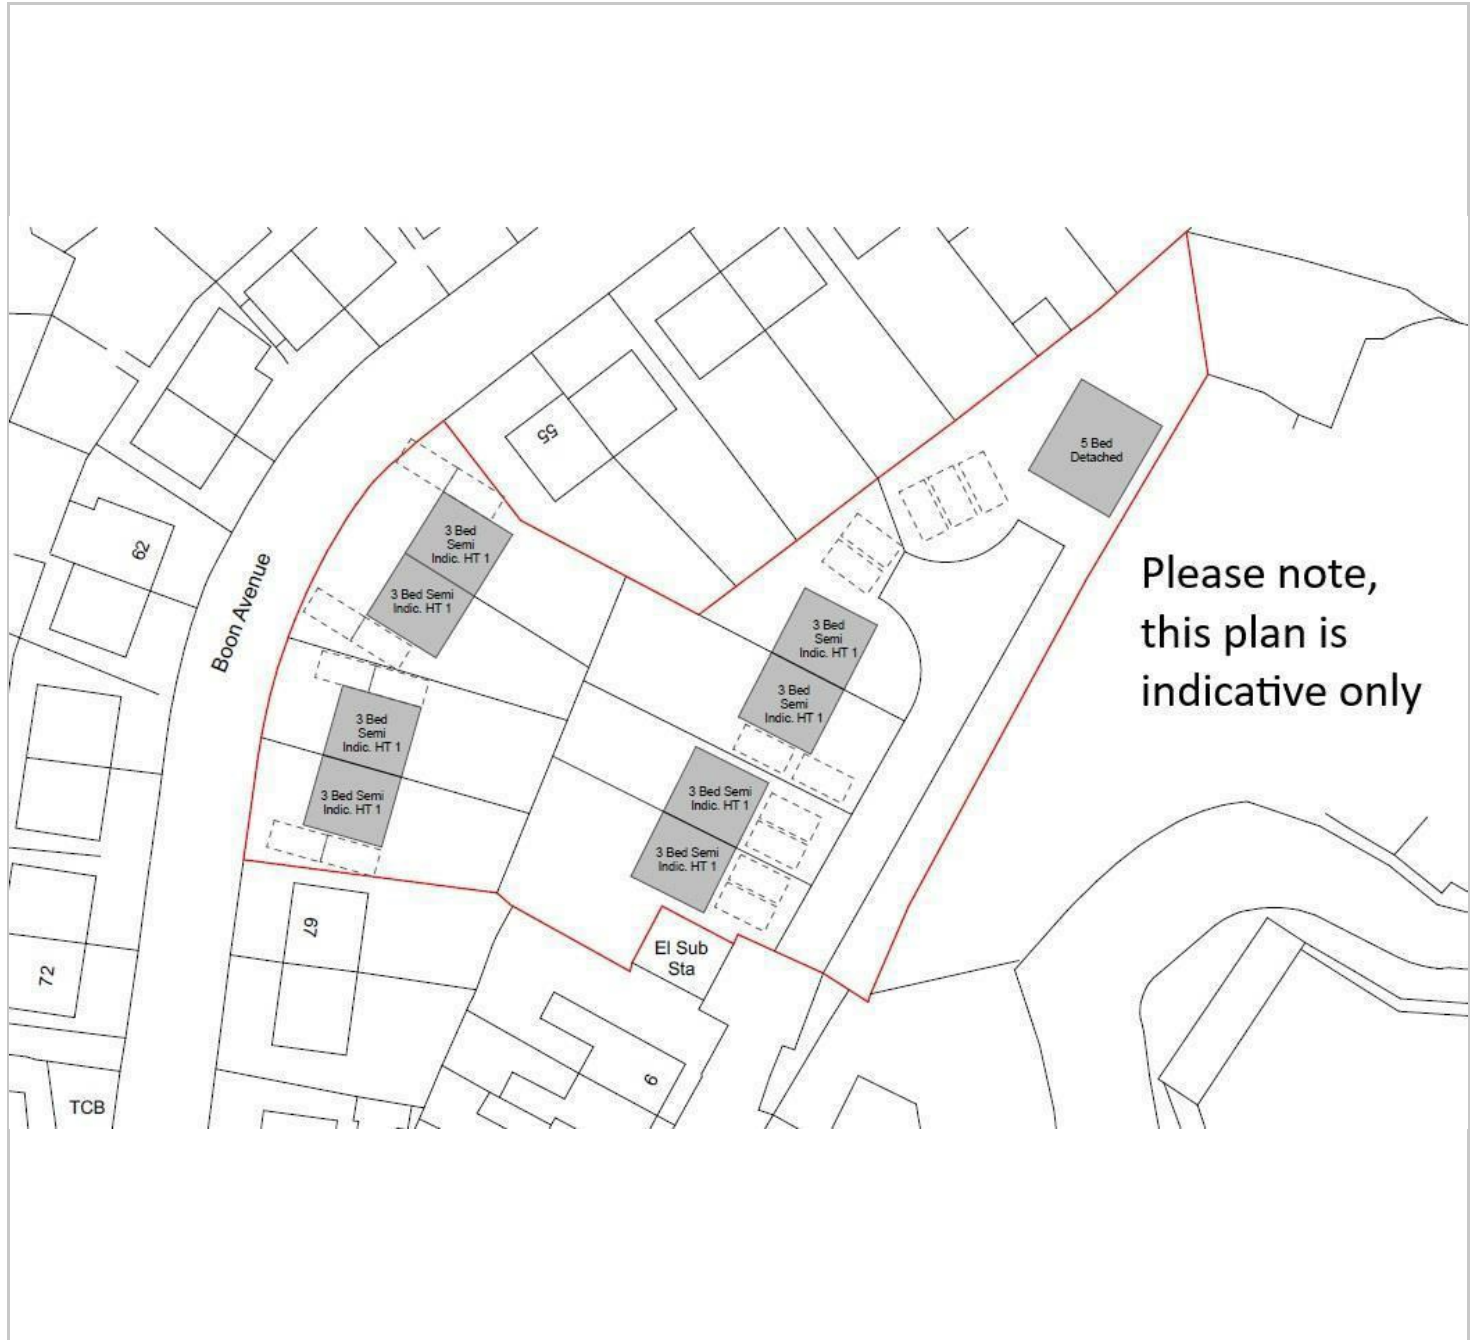 5 Bed
Detached
55
3 Bed
Semi
Indic. HT 1
3 Bed Semi
Indic. HT 1
62
Boon Avenue
Please note,
this plan is
indicative only
3 Bed
Semi
Indic. HT 1
3 Bed
Semi
Indic. HT 1
3 Bed
Semi
Indic. HT 1
3 Bed Semi
Indic. HT 1
3 Bed Semi
Indic. HT 1
3 Bed Semi
Indic. HT 1
67
El Sub
Sta
72
9
TCB